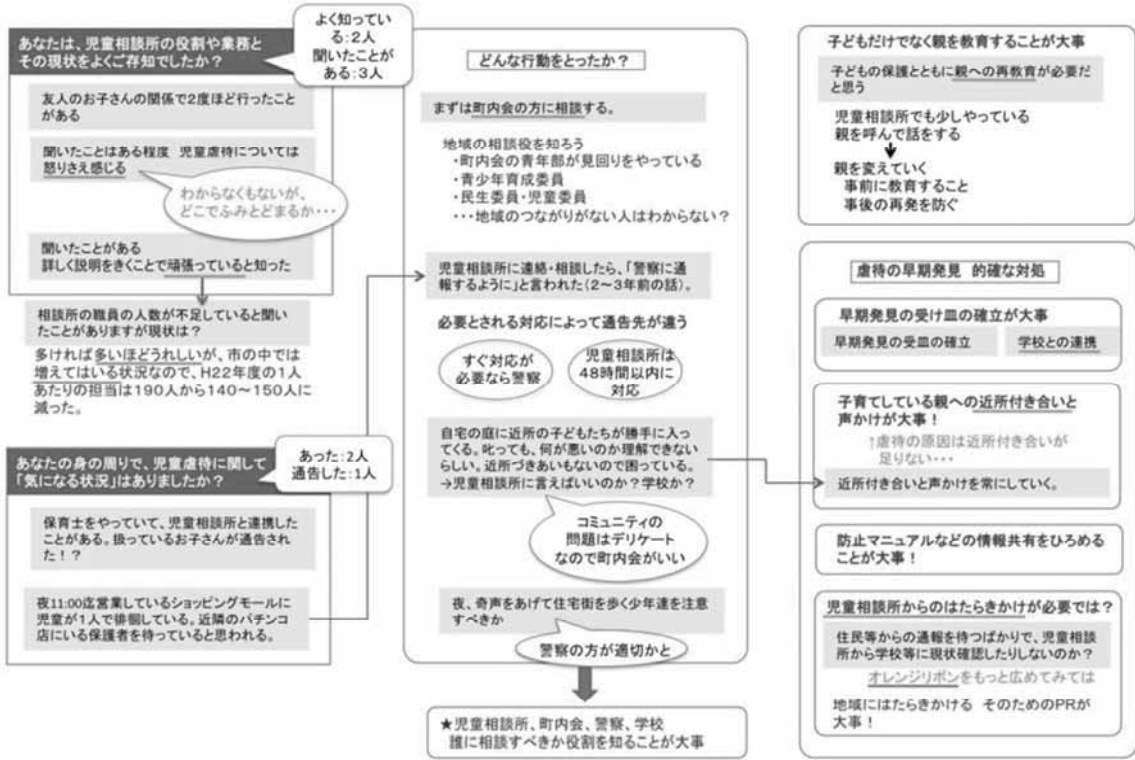 あなたは、児童相談所の役割や業務と
その現状をよくご存知でしたか？
よく知ってい
る：2人
聞いたことが
ある：3人
友人のお子さんの関係で2度ほど行ったこと
がある
聞いたことはある程度　児童虐待については
怒りさえ感じる
わからなくもないが、
どこでふみとどまるか・・・
聞いたことがある
詳しく説明をきくことで頑張っていると知った
相談所の職員の人数が不足していると聞い
たことがありますが現状は？
多ければ多いほどうれしいが、市の中では
増えてはいる状況なので、H22年度の1人
あたりの担当は190人から140～150人に
減った。
あなたの身の周りで、児童虐待に関して
「気になる状況」はありましたか？
あった：2人
通告した：1人
保育士をやっていて、児童相談所と連携した
ことがある。扱っているお子さんが通告され
た！？
夜11:00迄営業しているショッピングモールに
児童が1人で徘徊している。近隣のパチンコ
店にいる保護者を待っていると思われる。
どんな行動をとったか？
まずは町内会の方に相談する。
地域の相談役を知ろう
・町内会の青年部が見回りをやっている
・青少年育成委員
・民生委員・児童委員
・・・地域のつながりがない人はわからない？
児童相談所に連絡・相談したら、「警察に通
報するように」と言われた（2～3年前の話）。
必要とされる対応によって通告先が違う
すぐ対応が
必要なら警察
児童相談所は
48時間以内に
対応
自宅の庭に近所の子どもたちが勝手に入っ
てくる。叱っても、何が悪いのか理解できない
らしい。近所づきあいもないので困っている。
→児童相談所に言えばいいのか？学校か？
コミュニティの
問題はデリケート
なので町内会がいい
夜、奇声をあげて住宅街を歩く少年達を注意
すべきか
警察の方が適切かと
★児童相談所、町内会、警察、学校
誰に相談すべきか役割を知ることが大事
子どもだけでなく親を教育することが大事
子どもの保護とともに親への再教育が必要だ
と思う
児童相談所でも少しやっている
親を呼んで話をする
親を変えていく
事前に教育すること
事後の再発を防ぐ
虐待の早期発見　的確な対処
早期発見の受け皿の確立が大事
早期発見の受皿の確立
学校との連携
子育てしている親への近所付き合いと
声かけが大事！
↑虐待の原因は近所付き合いが
足りない・・・
近所付き合いと声かけを常にしていく。
防止マニュアルなどの情報共有をひろめる
ことが大事！
児童相談所からのはたらきかけが必要では？
住民等からの通報を待つばかりで、児童相談
所から学校等に現状確認したりしないのか？
オレンジリボンをもっと広めてみては
地域にはたらきかける　そのためのPRが
大事！